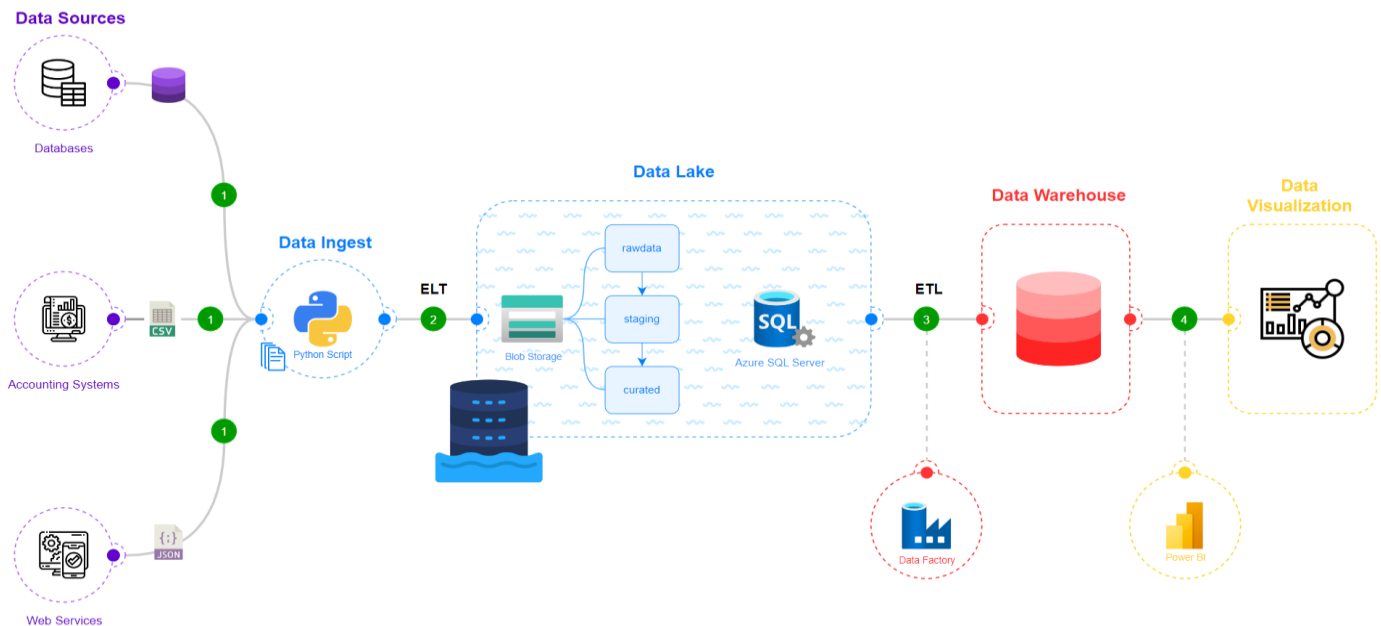 Data Sources
Databases
1
Accounting Systems
CSV
1
Web Services
{;}
JSON
1
Data Ingest
Python Script
ELT
2
Data Lake
Blob Storage
rawdata
staging
curated
SQL
Azure SQL Server
ETL
3
Data Factory
Data Warehouse
4
Power BI
Data
Visualization